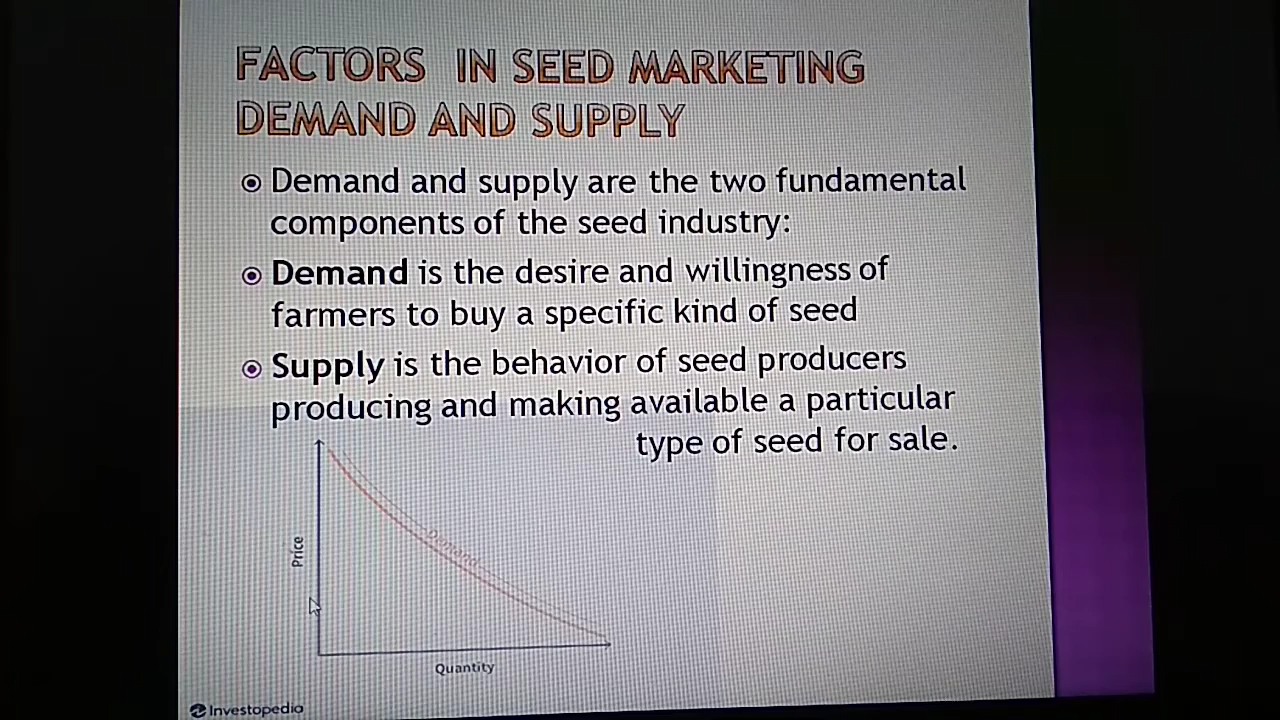 FACTORS IN SEED MARKETING
DEMAND AND SUPPLY
Demand and supply are the two fundamental
components of the seed industry:
Demand is the desire and willingness of
farmers to buy a specific kind of seed
Supply is the behavior of seed producers
producing and making available a particular
type of seed for sale.
Demand
Price
Quantity
Investopedia